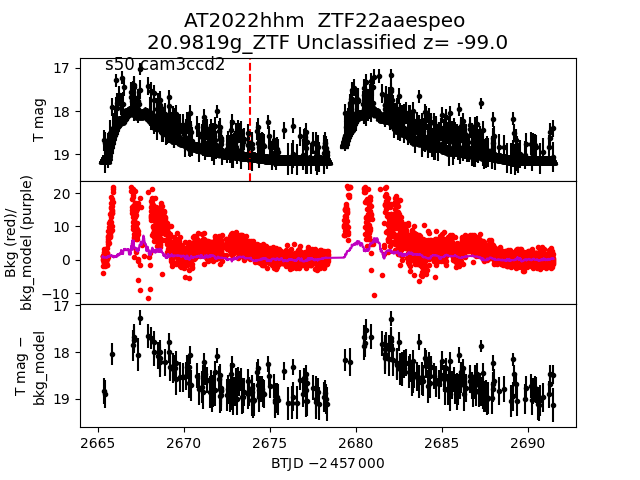 AT2022hhm  ZTF22aaespeo
20.9819g_ZTF Unclassified z= -99.0
s50 cam3ccd2
T mag
17
18
19
Bkg (red)/
bkg_model (purple)
20
10
0
−10
T mag −
bkg_model
17
18
19
2665 2670 2675 2680 2685 2690
BTJD −2 457 000